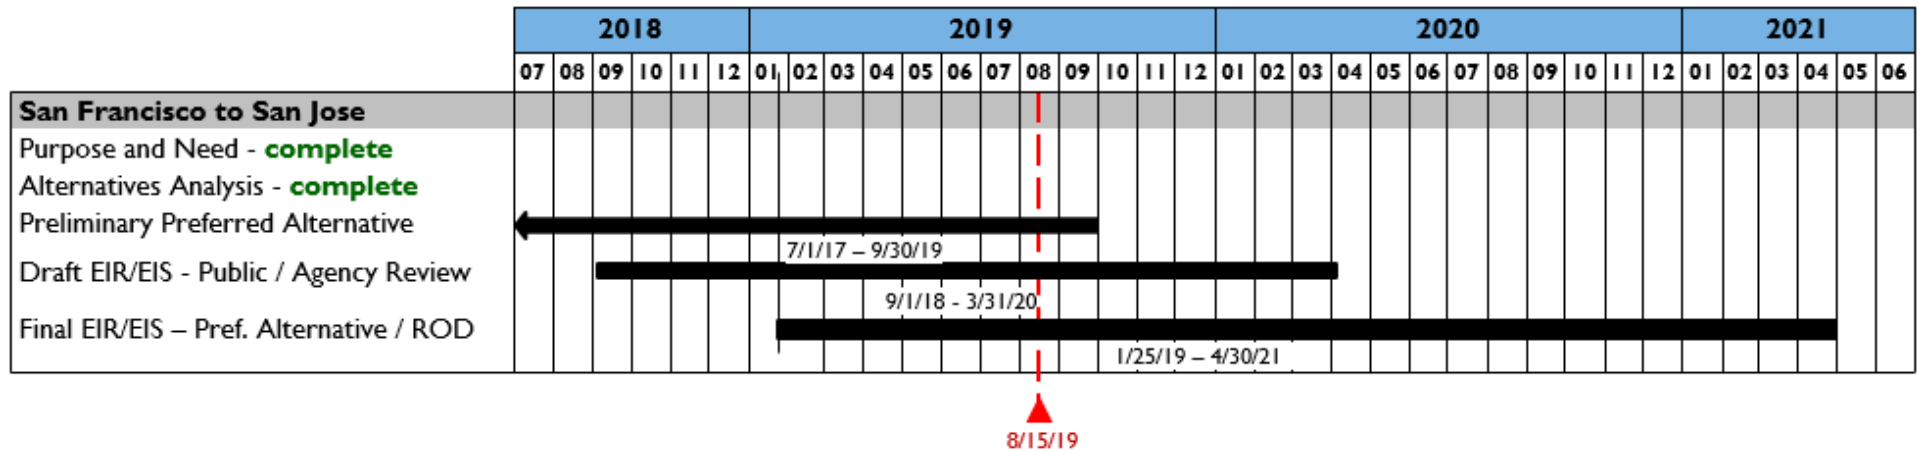 2018 2019 2020 2021
07 08 09 10 11 12 01 02 03 04 05 06 07 08 09 10 11 12 01 02 03 04 05 06 07 08 09 10 11 12 01 02 03 04 05 06
San Francisco to San Jose
Purpose and Need - complete
Alternatives Analysis - complete
Preliminary Preferred Alternative
7/1/17 – 9/30/19
Draft EIR/EIS - Public / Agency Review
9/1/18 - 3/31/20
Final EIR/EIS – Pref. Alternative / ROD
1/25/19 – 4/30/21
8/15/19